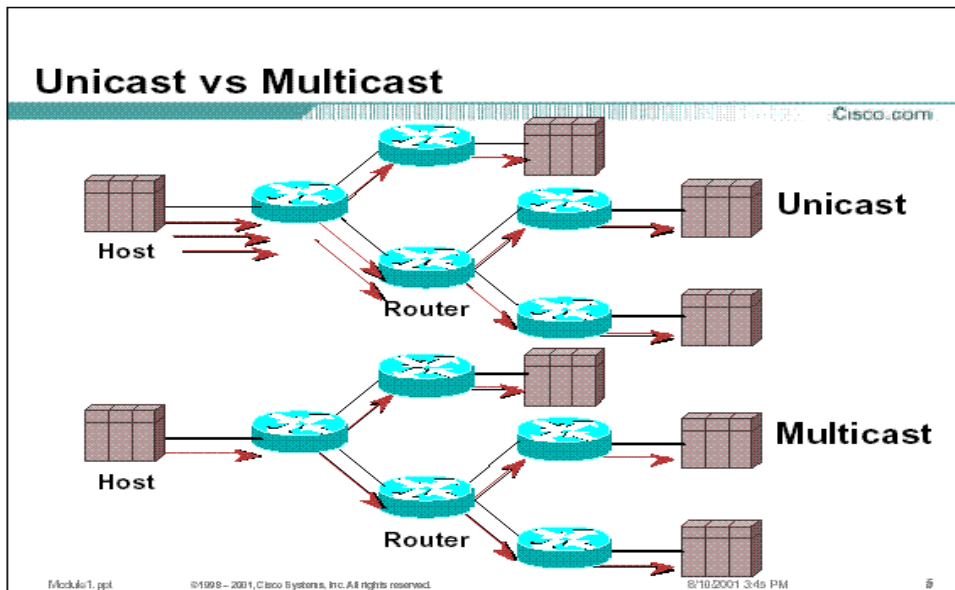 Unicast vs Multicast
Cisco.com
Unicast
Host
Router
Multicast
Host
Router
Module1.ppt
©1998 – 2001, Cisco Systems, Inc. All rights reserved.
8/10/2001 3:45 PM